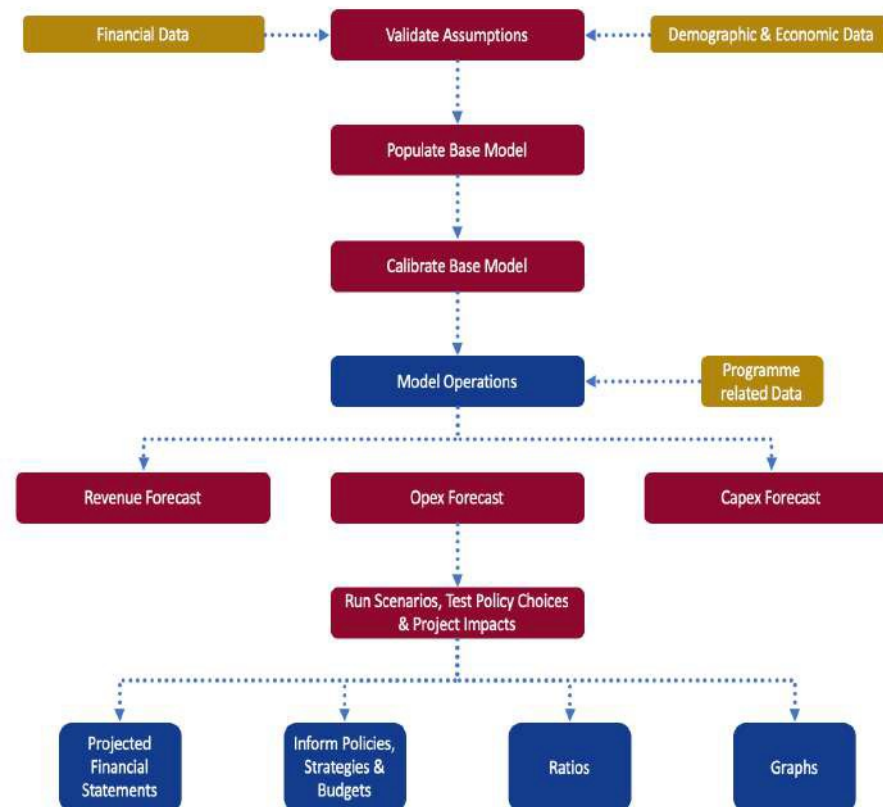 Financial Data
Validate Assumptions
Demographic & Economic Data
Populate Base Model
Calibrate Base Model
Model Operations
Programme
related Data
Revenue Forecast
Opex Forecast
Capex Forecast
Run Scenarios, Test Policy Choices
& Project Impacts
Projected
Financial
Statements
Inform Policies,
Strategies &
Budgets
Ratios
Graphs